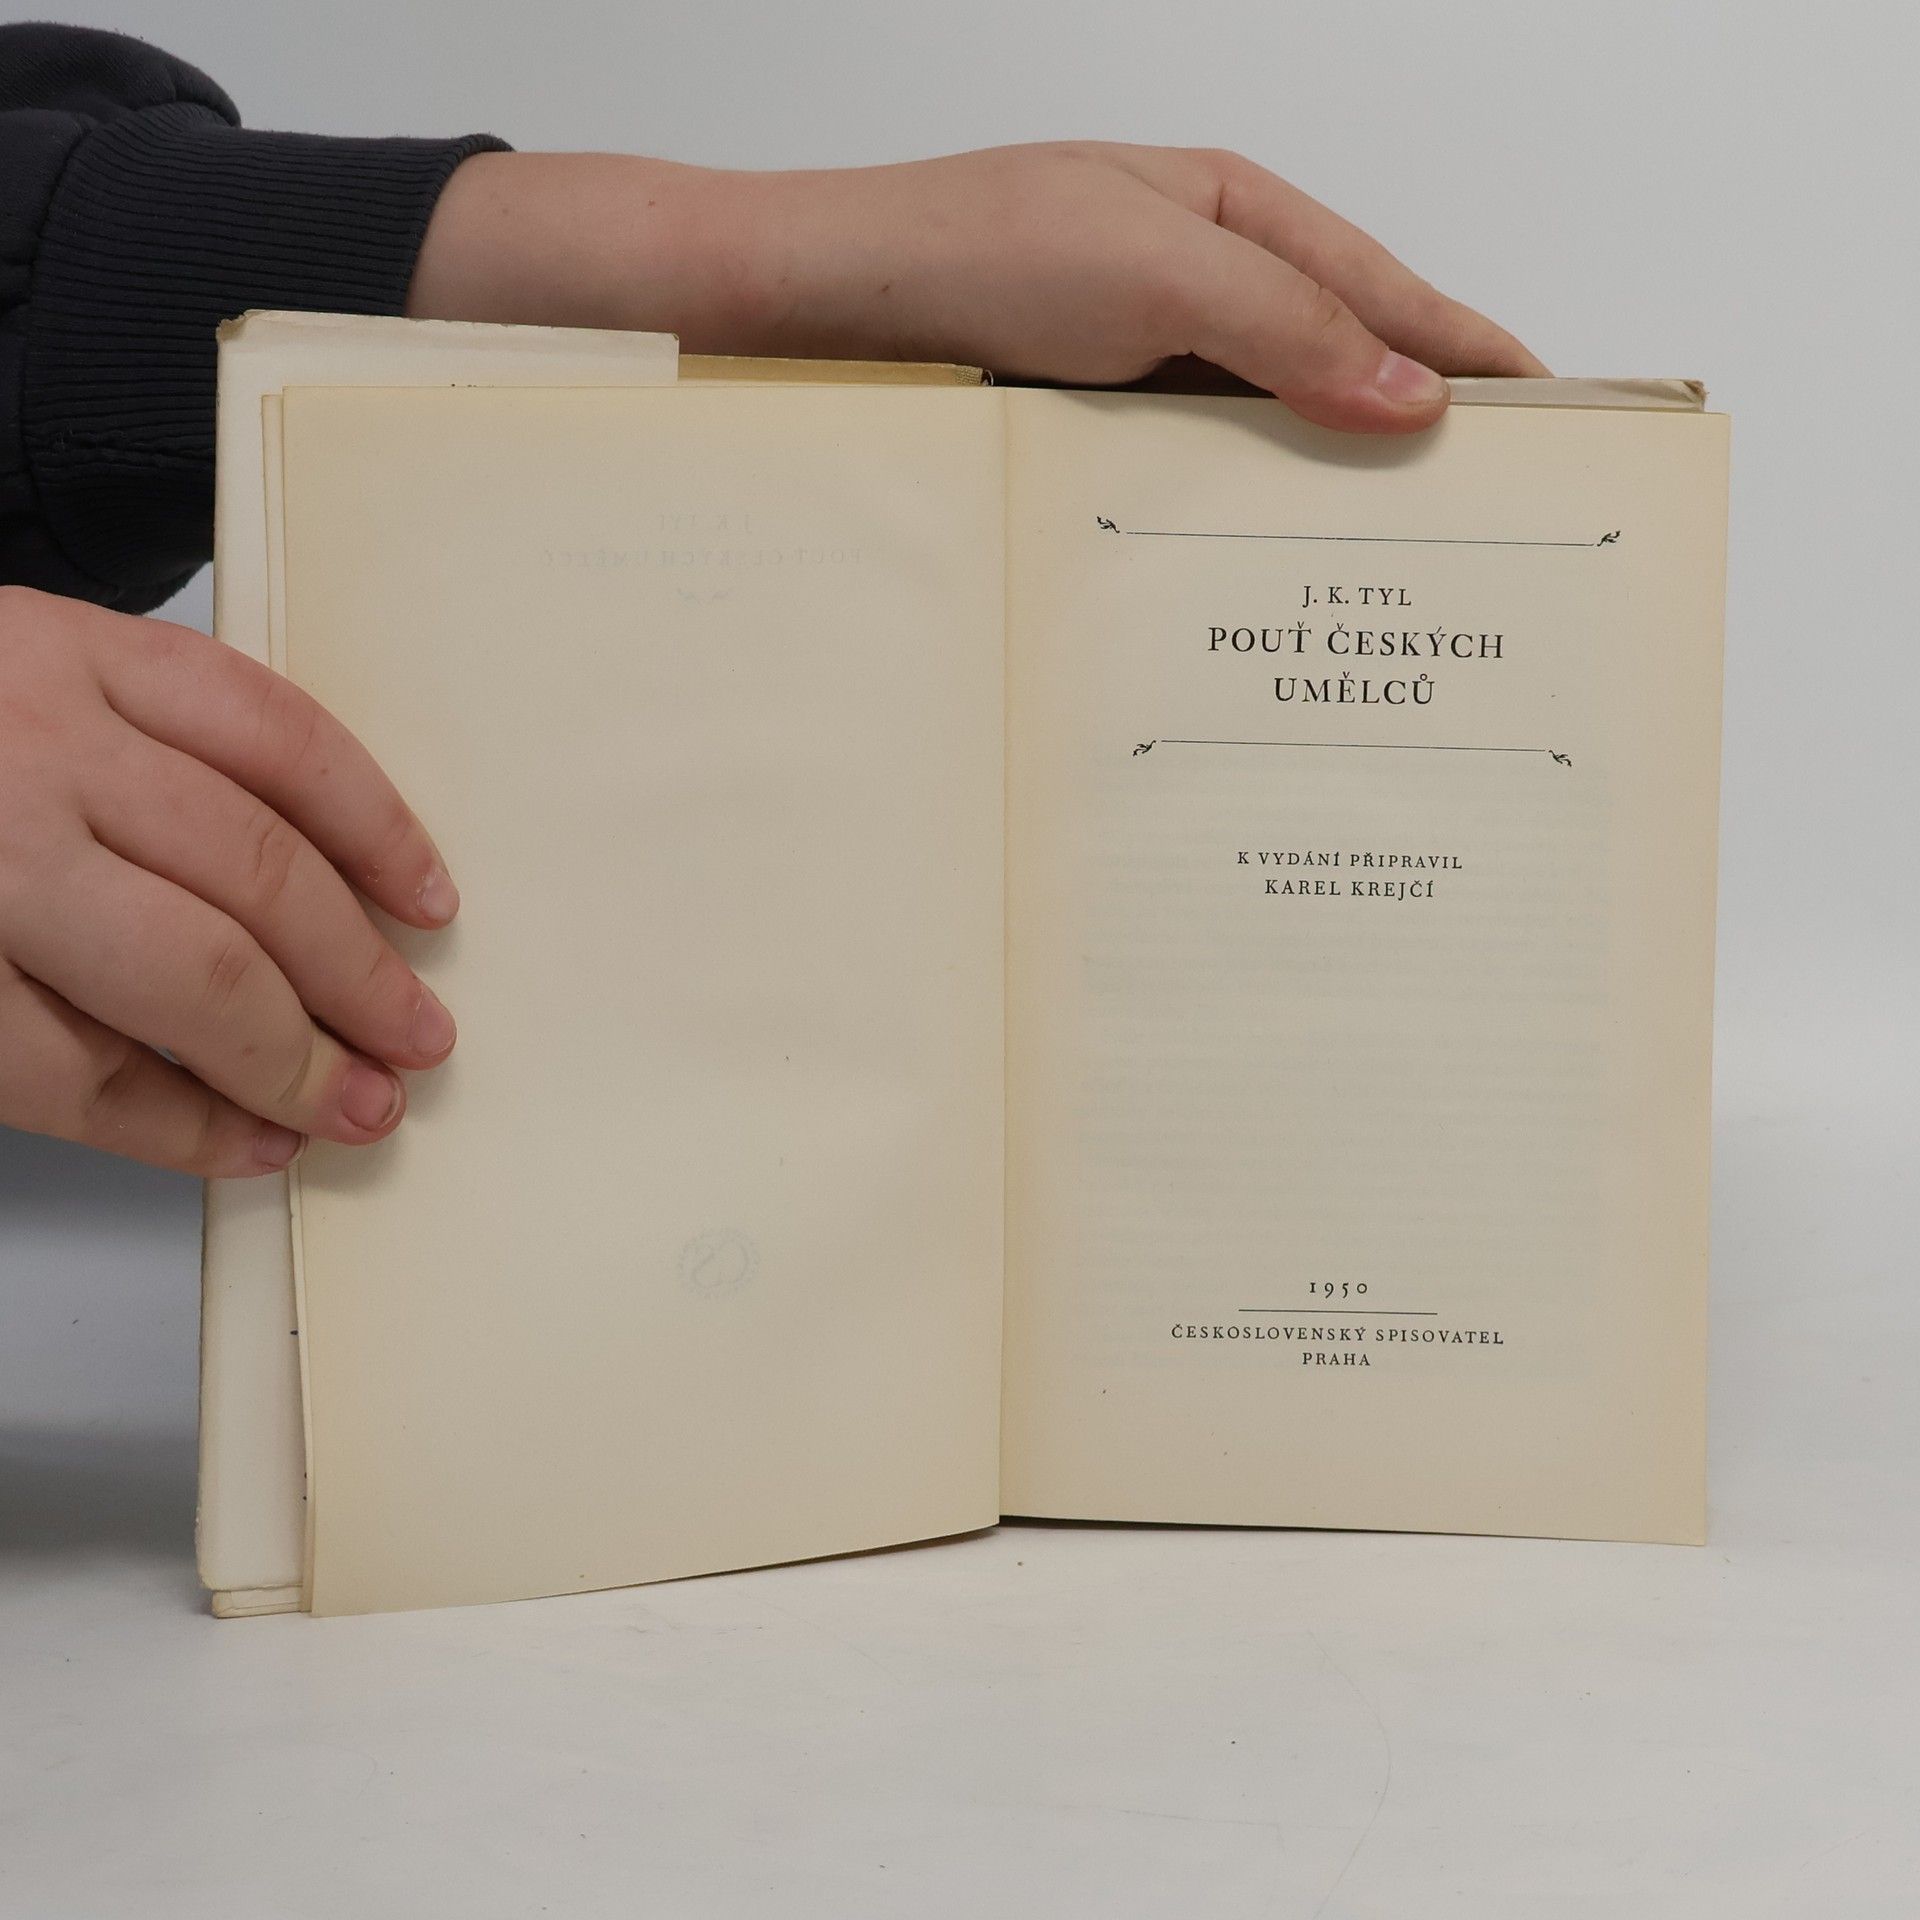 J. K. TYL
POUŤ ČESKÝCH
UMĚLCŮ
K VYDÁNÍ PŘIPRAVIL
KAREL KREJČÍ
1950
ČESKOSLOVENSKÝ SPISOVATEL
PRAHA